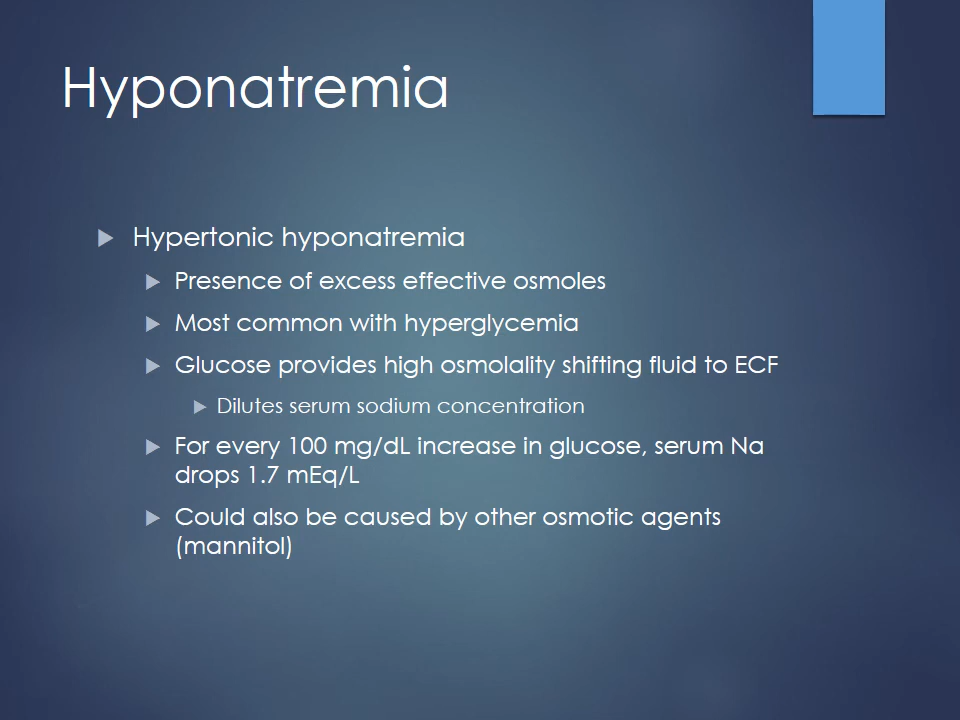 Hyponatremia
Hypertonic hyponatremia
Presence of excess effective osmoles
Most common with hyperglycemia
Glucose provides high osmolality shifting fluid to ECF
Dilutes serum sodium concentration
For every 100 mg/dL increase in glucose, serum Na
drops 1.7 mEq/L
Could also be caused by other osmotic agents
(mannitol)